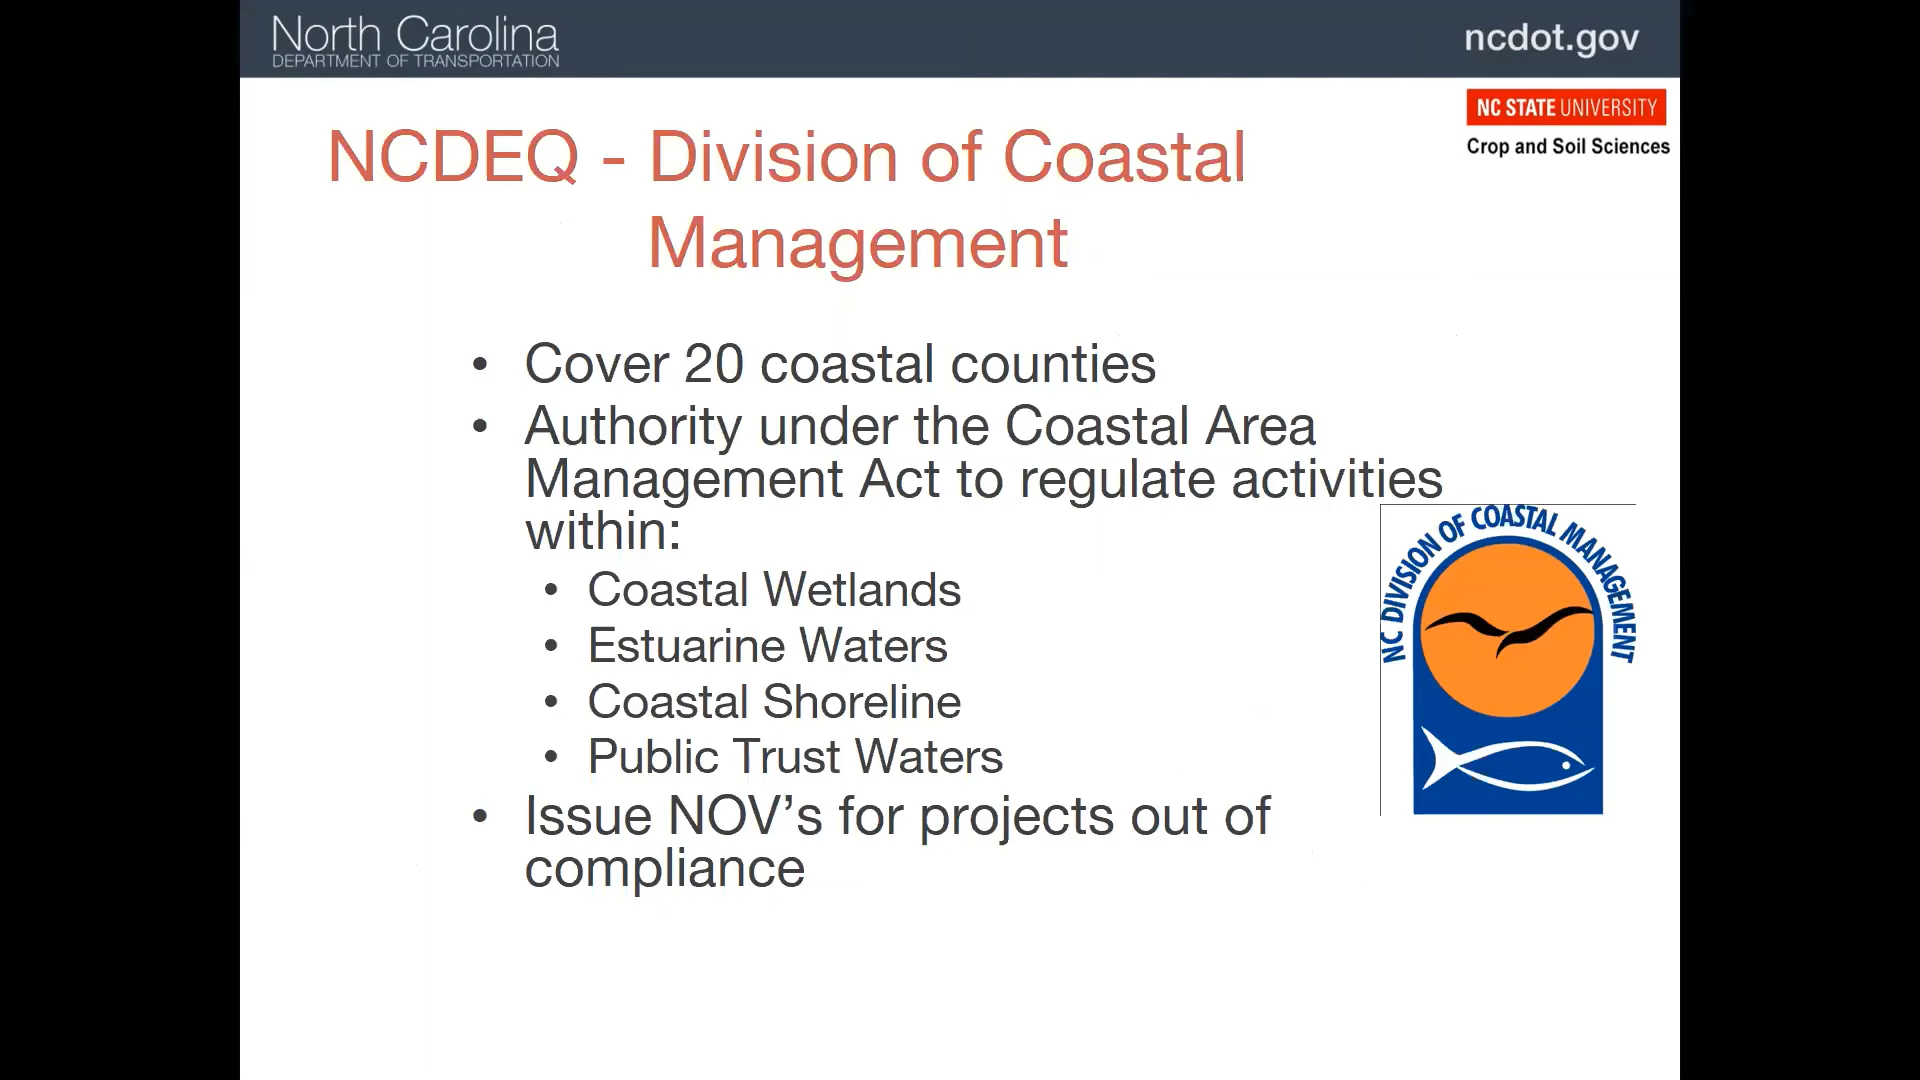 North Carolina
DEPARTMENT OF TRANSPORTATION
ncdot.gov
NC STATE UNIVERSITY
Crop and Soil Sciences
NCDEQ - Division of Coastal
Management
• Cover 20 coastal counties
• Authority under the Coastal Area
Management Act to regulate activities
within:
• Coastal Wetlands
• Estuarine Waters
• Coastal Shoreline
• Public Trust Waters
• Issue NOV’s for projects out of
compliance
NC DIVISION OF COASTAL MANAGEMENT